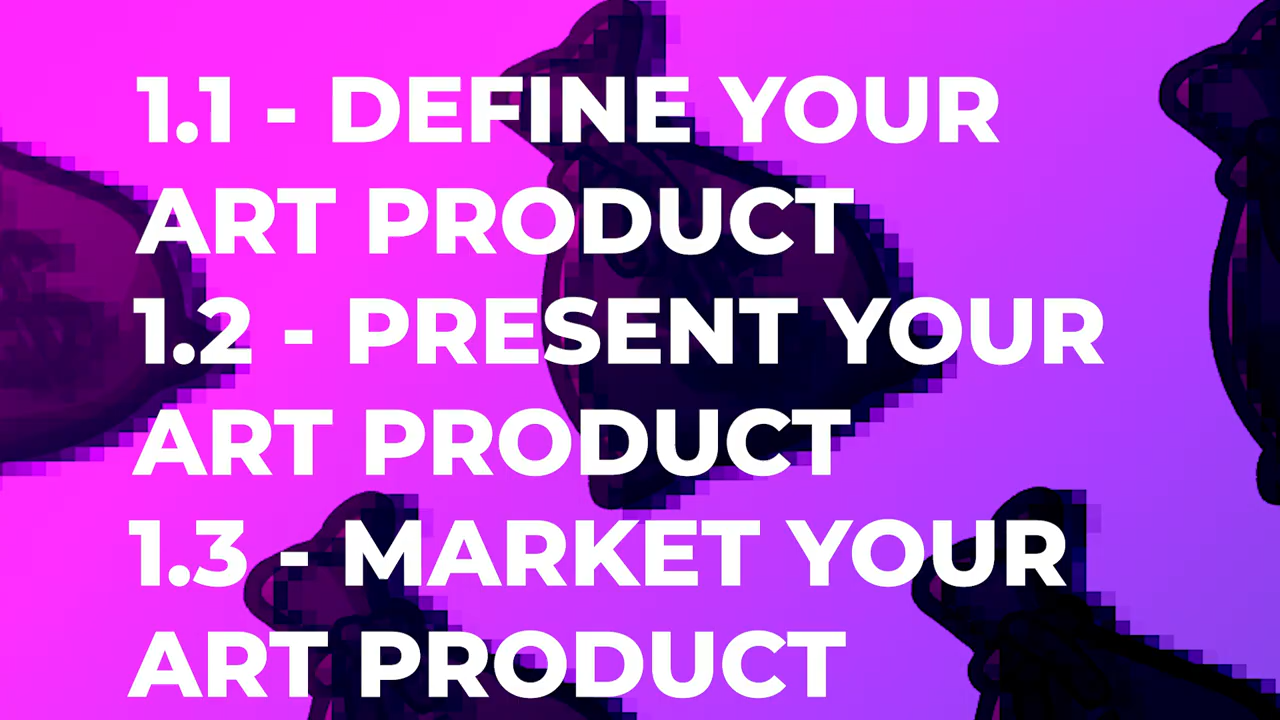 1.1 - DEFINE YOUR
ART PRODUCT
1.2 - PRESENT YOUR
ART PRODUCT
1.3 - MARKET YOUR
ART PRODUCT